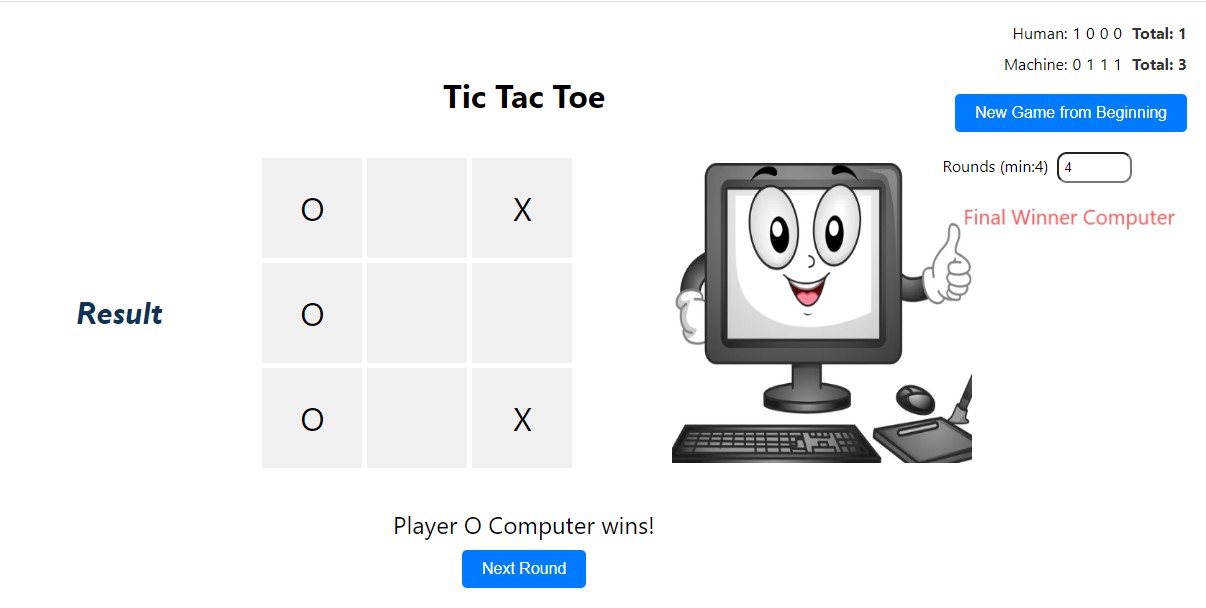 Human: 1 0 0 0 Total: 1
Machine: 0 1 1 1 Total: 3
Tic Tac Toe
New Game from Beginning
Rounds (min:4) 4
Final Winner Computer
O X
O
Result
O X
Player O Computer wins!
Next Round